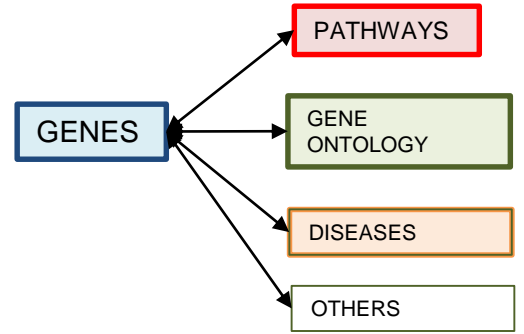 PATHWAYS
GENES
GENE
ONTOLOGY
DISEASES
OTHERS